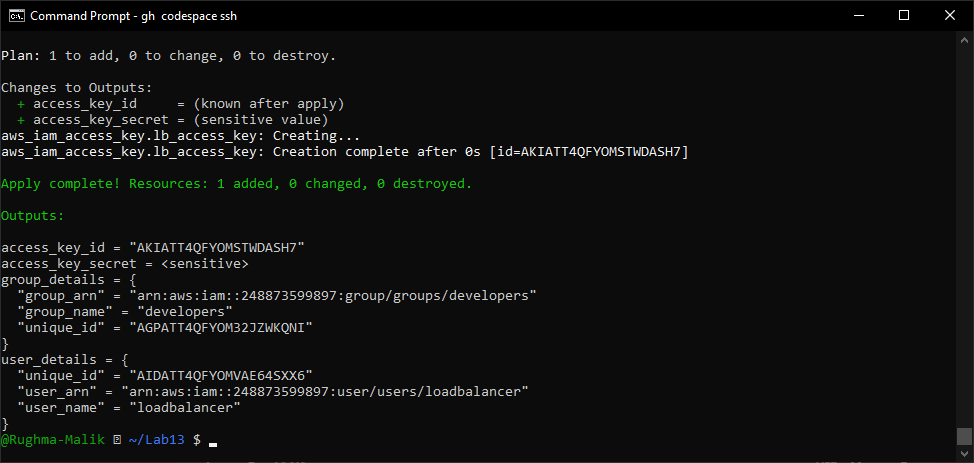 Command Prompt - gh codespace ssh
Plan: 1 to add, 0 to change, 0 to destroy.
Changes to Outputs:
  + access_key_id     = (known after apply)
  + access_key_secret = (sensitive value)
aws_iam_access_key.lb_access_key: Creating...
aws_iam_access_key.lb_access_key: Creation complete after 0s [id=AKIATT4QFYOMSTWDASH7]
Apply complete! Resources: 1 added, 0 changed, 0 destroyed.
Outputs:
access_key_id = "AKIATT4QFYOMSTWDASH7"
access_key_secret = <sensitive>
group_details = {
  "group_arn" = "arn:aws:iam::248873599897:group/groups/developers"
  "group_name" = "developers"
  "unique_id" = "AGPATT4QFYOM32JZWKQNI"
}
user_details = {
  "unique_id" = "AIDATT4QFYOMVAE64SXX6"
  "user_arn" = "arn:aws:iam::248873599897:user/users/loadbalancer"
  "user_name" = "loadbalancer"
}
@Rughma-Malik ~/Lab13 $